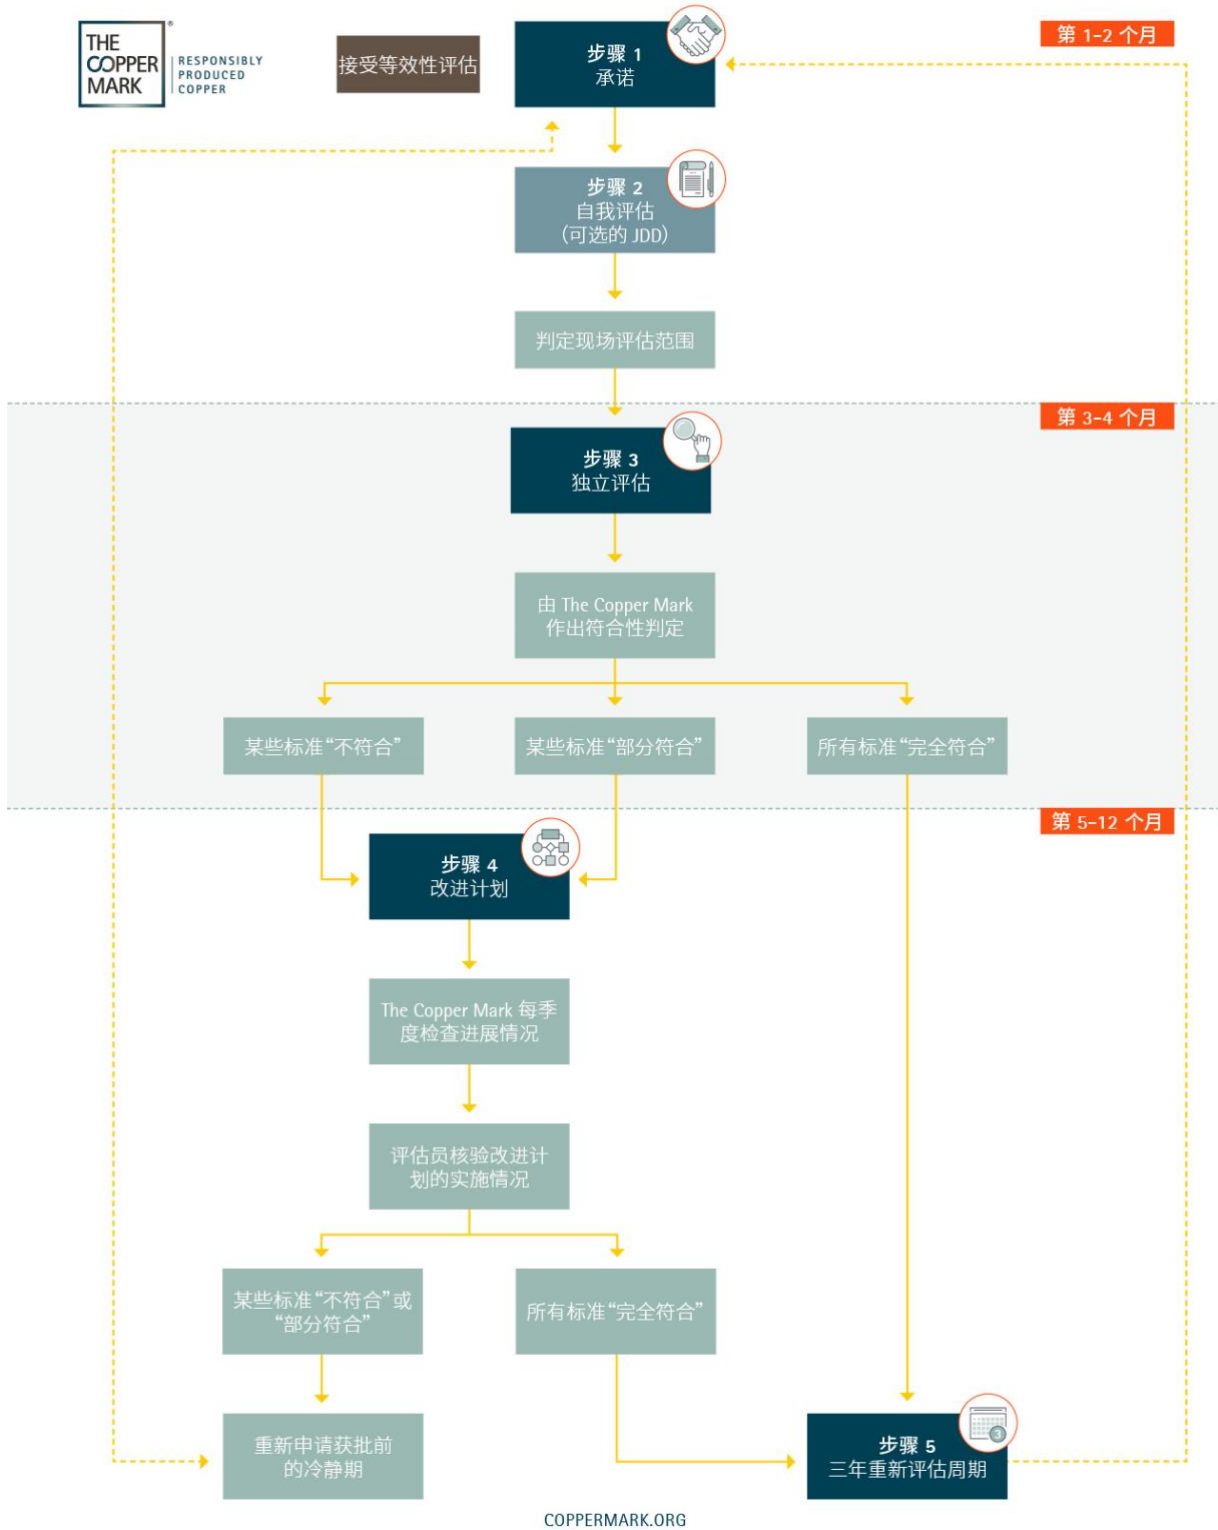 THE
COPPER
MARK
®
RESPONSIBLY
PRODUCED
COPPER
接受等效性评估
步骤 1
承诺
第 1-2 个月
步骤 2
自我评估
(可选的 JDD)
判定现场评估范围
第 3-4 个月
步骤 3
独立评估
由 The Copper Mark
作出符合性判定
某些标准“不符合”
某些标准“部分符合”
所有标准“完全符合”
第 5-12 个月
步骤 4
改进计划
The Copper Mark 每季
度检查进展情况
评估员核验改进计
划的实施情况
某些标准“不符合”或
“部分符合”
所有标准“完全符合”
重新申请获批前
的冷静期
3
步骤 5
三年重新评估周期
COPPERMARK.ORG